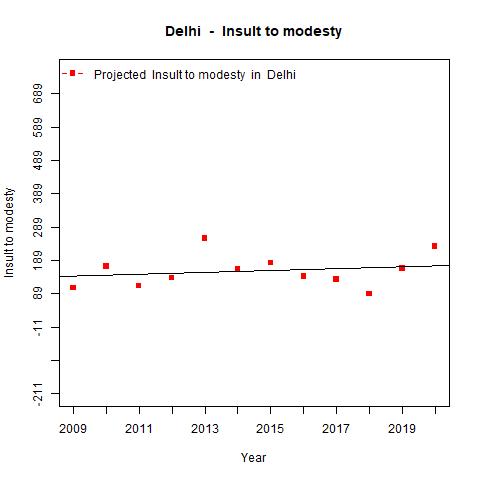 Delhi - Insult to modesty
Projected Insult to modesty in Delhi
689
589
489
389
289
189
89
-11
-211
Insult to modesty
2009 2011 2013 2015 2017 2019
Year